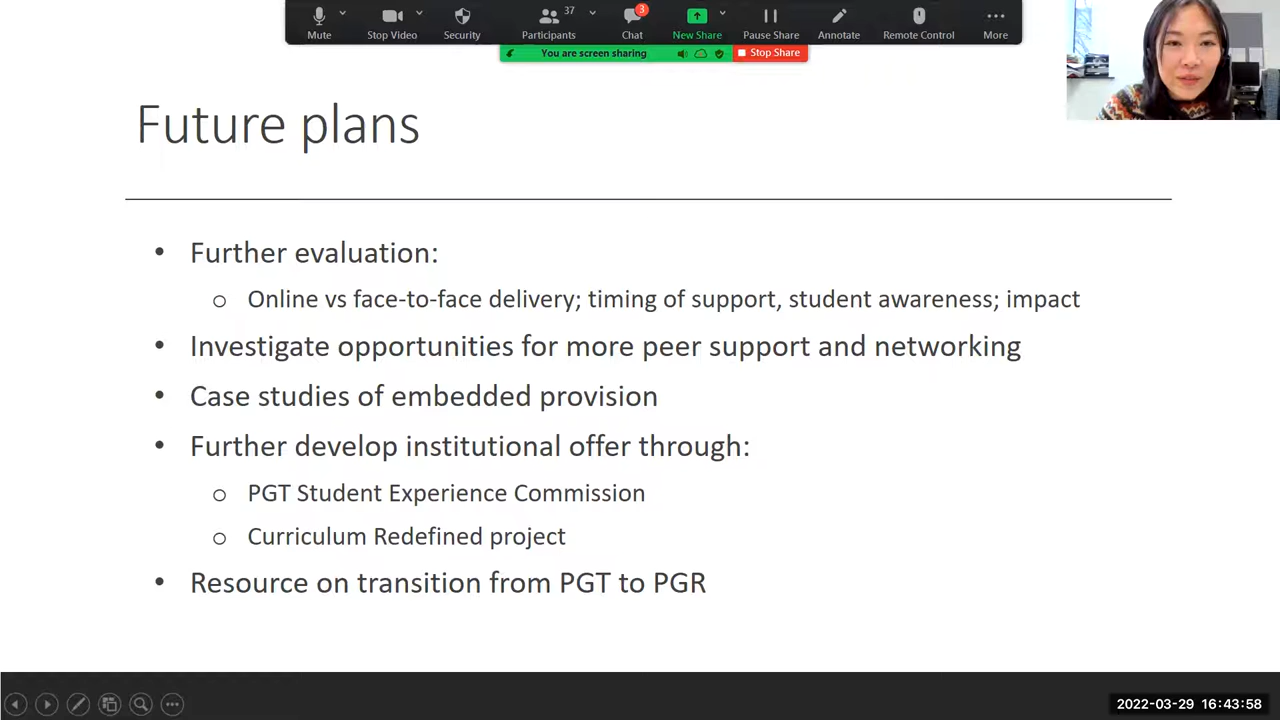 37
3
Mute
Stop Video
Security
Participants
Chat
New Share
Pause Share
Annotate
Remote Control
More
You are screen sharing
Stop Share
Future plans
• Further evaluation:
o Online vs face-to-face delivery; timing of support, student awareness; impact
• Investigate opportunities for more peer support and networking
• Case studies of embedded provision
• Further develop institutional offer through:
o PGT Student Experience Commission
o Curriculum Redefined project
• Resource on transition from PGT to PGR
2022-03-29 16:43:58